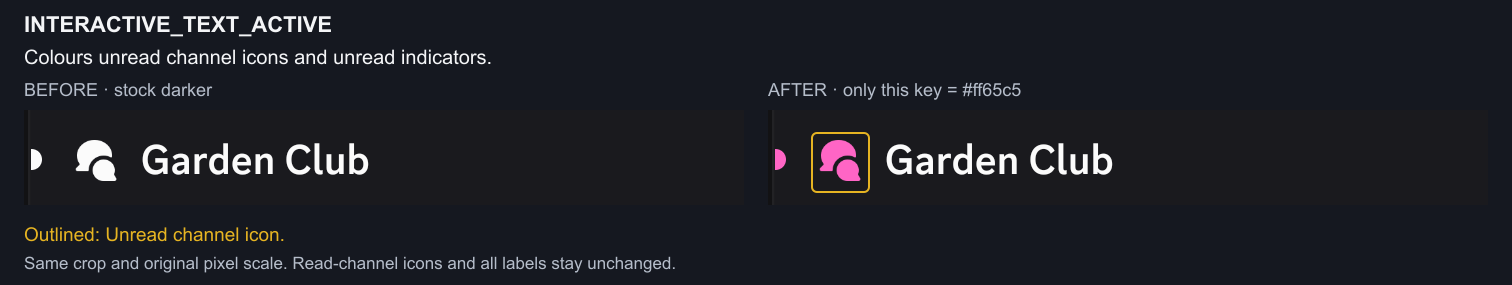 INTERACTIVE_TEXT_ACTIVE
Colours unread channel icons and unread indicators.
BEFORE · stock darker
AFTER · only this key = #ff65c5
Garden Club
Garden Club
Outlined: Unread channel icon.
Same crop and original pixel scale. Read-channel icons and all labels stay unchanged.